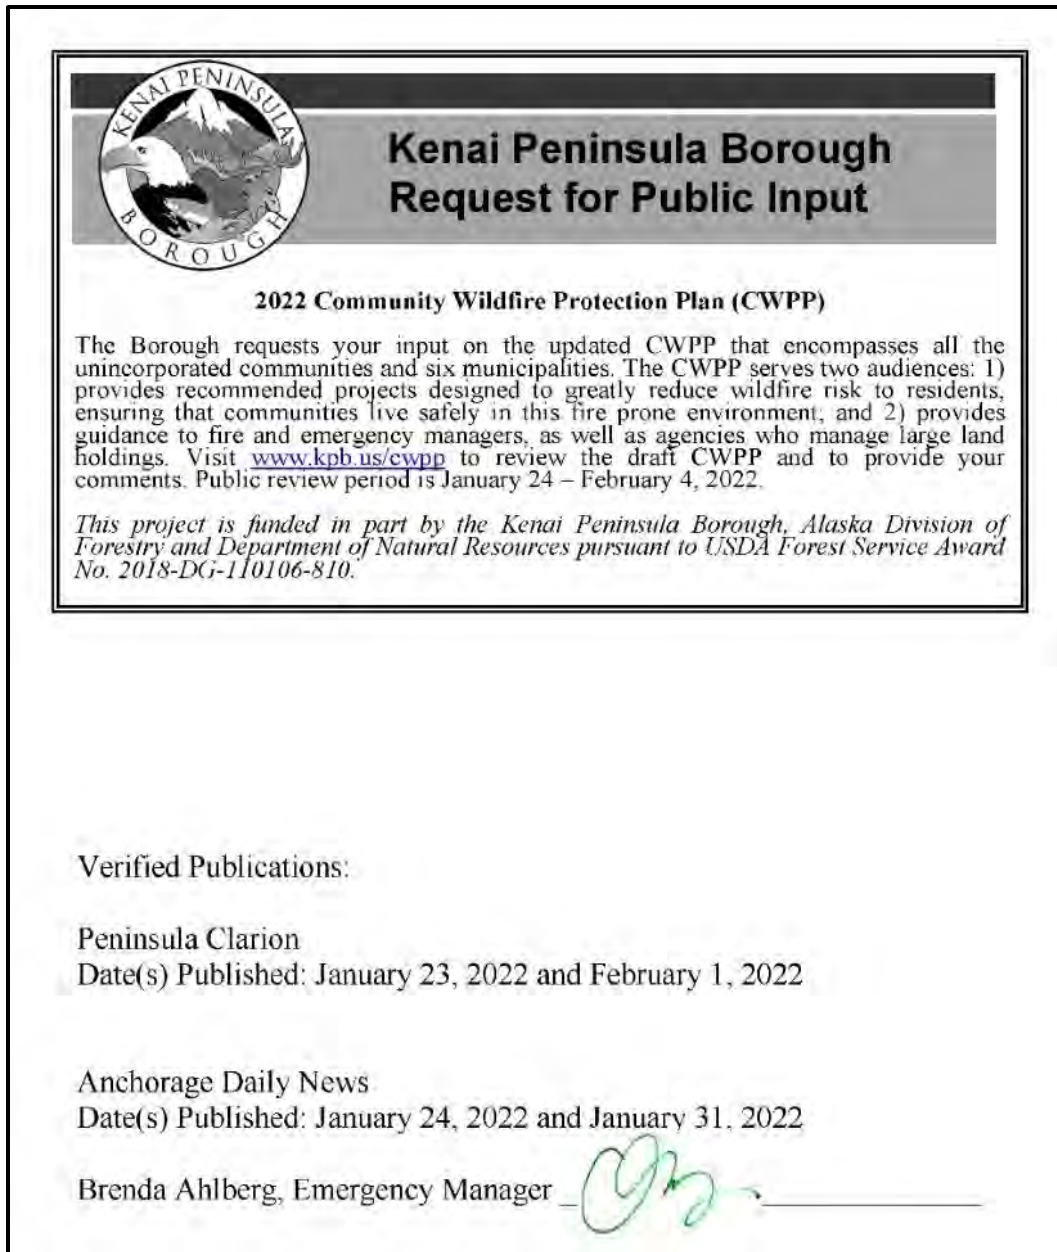 KENAI PENINSULA
BOROUGH
Kenai Peninsula Borough
Request for Public Input
2022 Community Wildfire Protection Plan (CWPP)
The Borough requests your input on the updated CWPP that encompasses all the
unincorporated communities and six municipalities. The CWPP serves two audiences: 1)
provides recommended projects designed to greatly reduce wildfire risk to residents,
ensuring that communities live safely in this fire prone environment; and 2) provides
guidance to fire and emergency managers, as well as agencies who manage large land
holdings. Visit www.kpb.us/cwpp to review the draft CWPP and to provide your
comments. Public review period is January 24 – February 4, 2022.
This project is funded in part by the Kenai Peninsula Borough, Alaska Division of
Forestry and Department of Natural Resources pursuant to USDA Forest Service Award
No. 2018-DG-110106-810.
Verified Publications:
Peninsula Clarion
Date(s) Published: January 23, 2022 and February 1, 2022
Anchorage Daily News
Date(s) Published: January 24, 2022 and January 31, 2022
Brenda Ahlberg, Emergency Manager